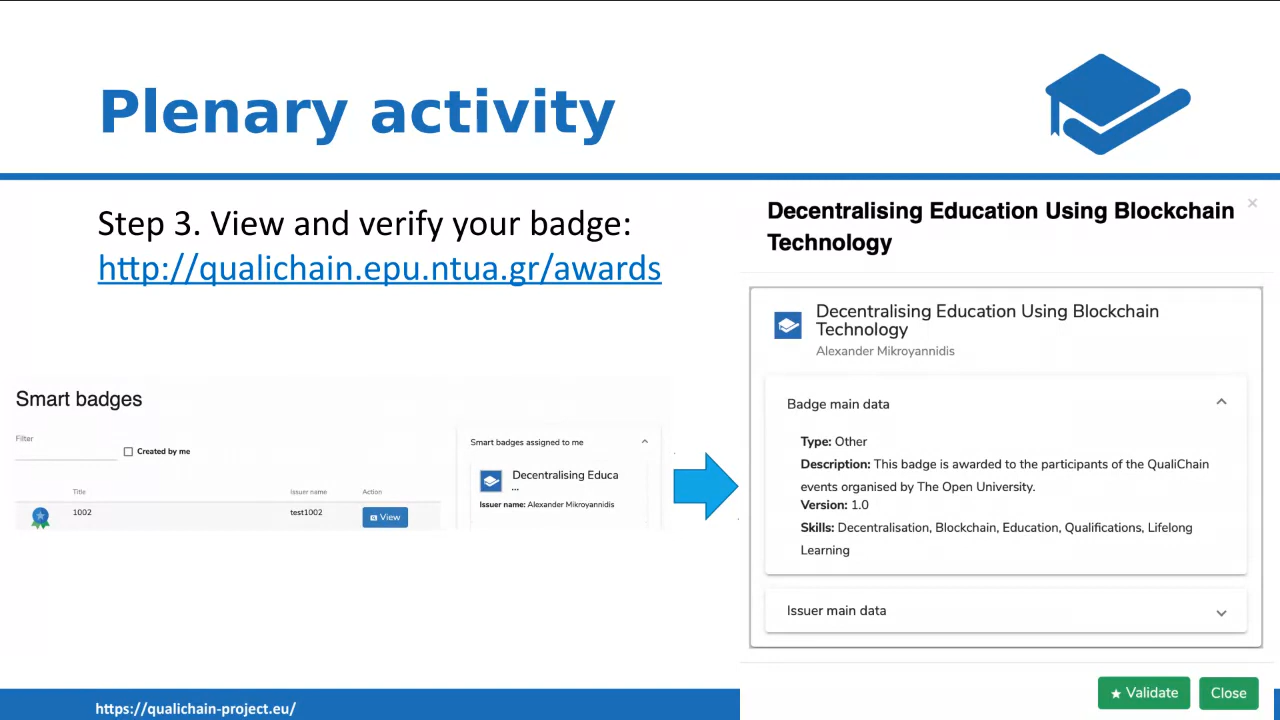 Plenary activity
Step 3. View and verify your badge:
http://qualichain.epu.ntua.gr/awards
Smart badges
Filter
Created by me
Title
Issuer name
Action
1002
test1002
View
Smart badges assigned to me
Decentralising Educa
...
Issuer name: Alexander Mikroyannidis
Decentralising Education Using Blockchain
Technology
×
Decentralising Education Using Blockchain
Technology
Alexander Mikroyannidis
Badge main data
Type: Other
Description: This badge is awarded to the participants of the QualiChain
events organised by The Open University.
Version: 1.0
Skills: Decentralisation, Blockchain, Education, Qualifications, Lifelong
Learning
Issuer main data
Validate
Close
https://qualichain-project.eu/